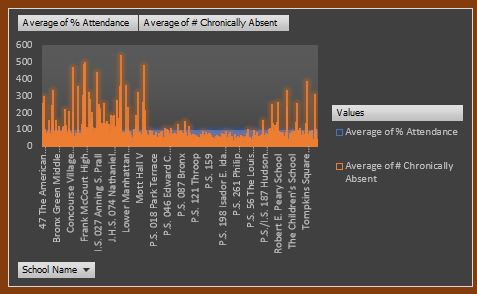 Average of % Attendance Average of # Chronically Absent
600
500
400
300
200
100
0
47 The American...
Bronx Green Middle...
Concourse Village...
Frank McCourt High...
I.S. 027 Anning S. Prall
J.H.S. 074 Nathaniel...
Lower Manhattan...
Mott Hall V
P.S. 018 Park Terrace
P.S. 046 Edward C...
P.S. 087 Bronx
P.S. 121 Throop
P.S. 159
P.S. 198 Isador E. Ida...
P.S. 261 Philip...
P.S. 56 The Louis...
P.S./I.S. 187 Hudson...
Robert E. Peary School
The Children's School
Tompkins Square...
Values
Average of % Attendance
Average of # Chronically
Absent
School Name